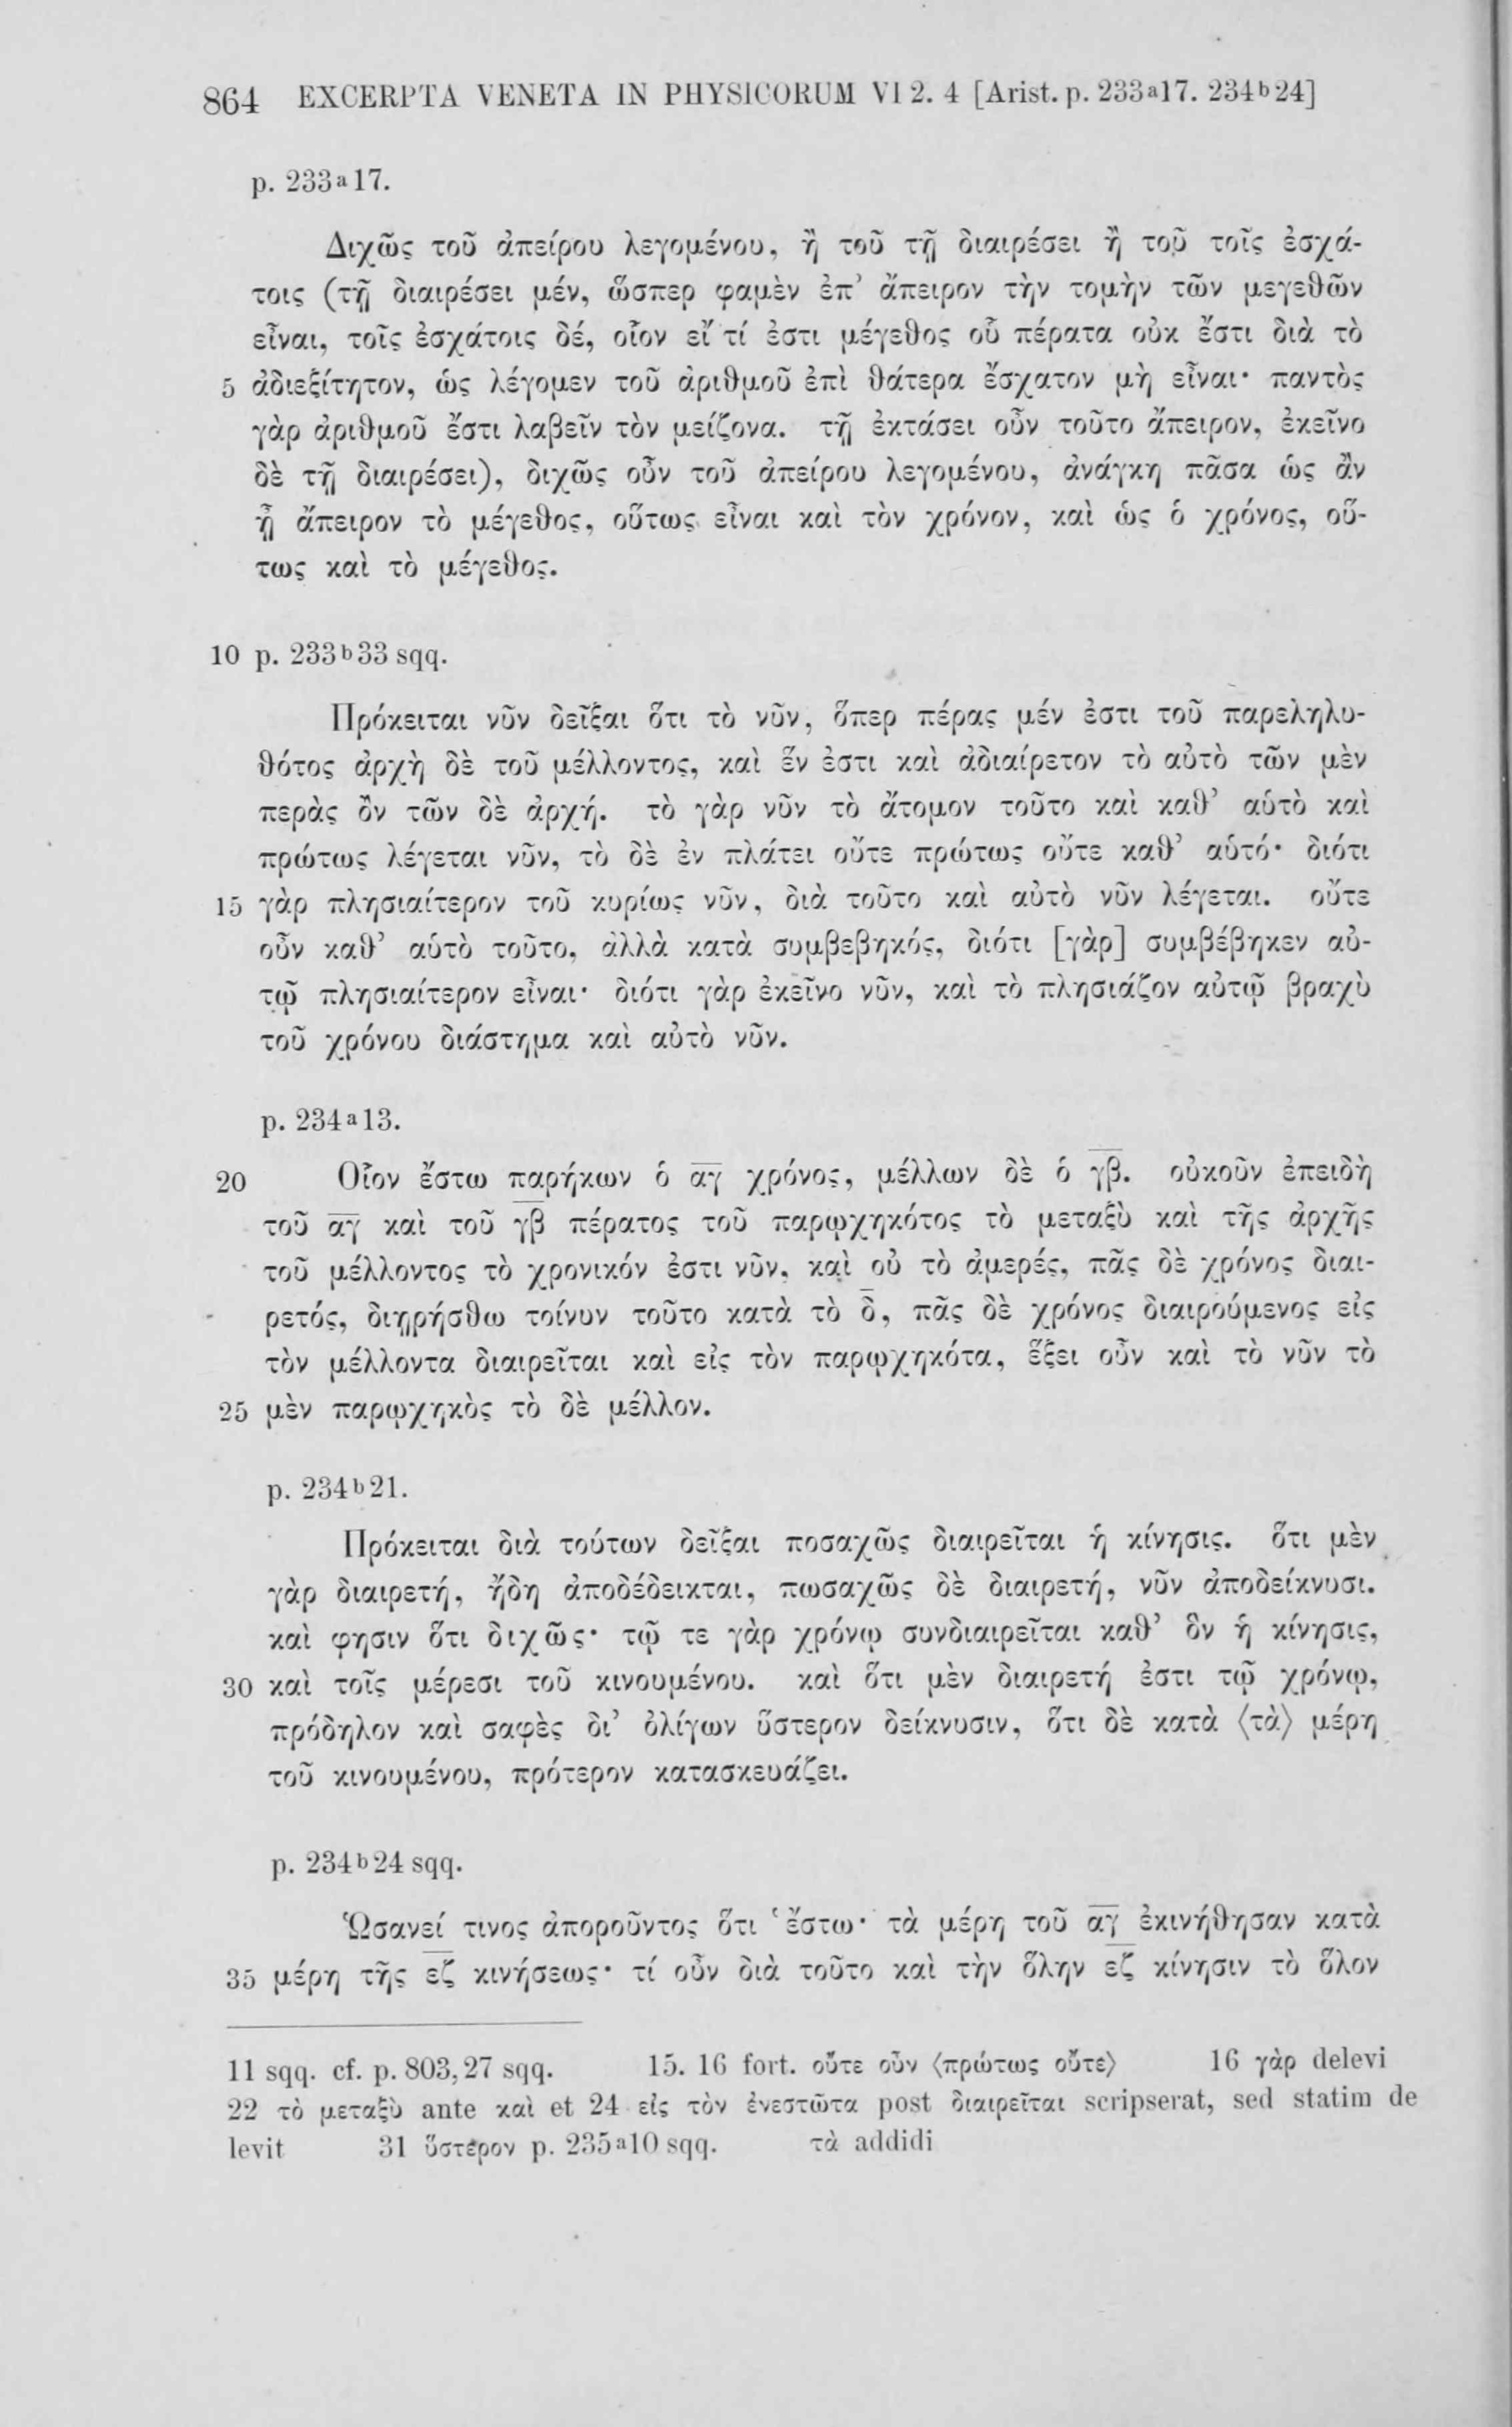 864 EXCERPTA VENETA IN PHYSICORUM VI 2. 4 [Arist. p. 233a17. 234b24]
p. 233a17.
Διχῶς τοῦ ἀπείρου λεγομένου, ἢ τοῦ τῇ διαιρέσει ἢ τοῦ τοῖς ἐσχά-
τοις (τῇ διαιρέσει μέν, ὥσπερ φαμὲν ἐπ’ ἄπειρον τὴν τομὴν τῶν μεγεθῶν
εἶναι, τοῖς ἐσχάτοις δέ, οἷον εἴ τί ἐστι μέγεθος οὗ πέρατα οὐκ ἔστι διὰ τὸ
5 ἀδιεξίτητον, ὡς λέγομεν τοῦ ἀριθμοῦ ἐπὶ θάτερα ἔσχατον μὴ εἶναι· παντὸς
γὰρ ἀριθμοῦ ἔστι λαβεῖν τὸν μείζονα. τῇ ἐκτάσει οὖν τοῦτο ἄπειρον, ἐκεῖνο
δὲ τῇ διαιρέσει), διχῶς οὖν τοῦ ἀπείρου λεγομένου, ἀνάγκη πᾶσα ὡς ἂν
ᾖ ἄπειρον τὸ μέγεθος, οὕτως εἶναι καὶ τὸν χρόνον, καὶ ὡς ὁ χρόνος, οὕ-
τως καὶ τὸ μέγεθος.
10 p. 233b33 sqq.
Πρόκειται νῦν δεῖξαι ὅτι τὸ νῦν, ὅπερ πέρας μέν ἐστι τοῦ παρεληλυ-
θότος ἀρχὴ δὲ τοῦ μέλλοντος, καὶ ἕν ἐστι καὶ ἀδιαίρετον τὸ αὐτὸ τῶν μὲν
περὰς ὂν τῶν δὲ ἀρχή. τὸ γὰρ νῦν τὸ ἄτομον τοῦτο καὶ καθ’ αὑτὸ καὶ
πρώτως λέγεται νῦν, τὸ δὲ ἐν πλάτει οὔτε πρώτως οὔτε καθ’ αὑτό· διότι
15 γὰρ πλησιαίτερον τοῦ κυρίως νῦν, διὰ τοῦτο καὶ αὐτὸ νῦν λέγεται. οὔτε
οὖν καθ’ αὑτὸ τοῦτο, ἀλλὰ κατὰ συμβεβηκός, διότι [γὰρ] συμβέβηκεν αὐ-
τῷ πλησιαίτερον εἶναι· διότι γὰρ ἐκεῖνο νῦν, καὶ τὸ πλησιάζον αὐτῷ βραχὺ
τοῦ χρόνου διάστημα καὶ αὐτὸ νῦν.
p. 234a13.
20 Οἷον ἔστω παρήκων ὁ α̅γ̅ χρόνος, μέλλων δὲ ὁ γ̅β̅. οὐκοῦν ἐπειδὴ
τοῦ α̅γ̅ καὶ τοῦ γ̅β̅ πέρατος τοῦ παρῳχηκότος τὸ μεταξὺ καὶ τῆς ἀρχῆς
τοῦ μέλλοντος τὸ χρονικόν ἐστι νῦν, καὶ οὐ τὸ ἀμερές, πᾶς δὲ χρόνος διαι-
ρετός, διῃρήσθω τοίνυν τοῦτο κατὰ τὸ δ̅, πᾶς δὲ χρόνος διαιρούμενος εἰς
τὸν μέλλοντα διαιρεῖται καὶ εἰς τὸν παρῳχηκότα, ἕξει οὖν καὶ τὸ νῦν τὸ
25 μὲν παρῳχηκὸς τὸ δὲ μέλλον.
p. 234b21.
Πρόκειται διὰ τούτων δεῖξαι ποσαχῶς διαιρεῖται ἡ κίνησις. ὅτι μὲν
γὰρ διαιρετή, ἤδη ἀποδέδεικται, πωσαχῶς δὲ διαιρετή, νῦν ἀποδείκνυσι.
καὶ φησιν ὅτι διχῶς· τῷ τε γὰρ χρόνῳ συνδιαιρεῖται καθ’ ὃν ἡ κίνησις,
30 καὶ τοῖς μέρεσι τοῦ κινουμένου. καὶ ὅτι μὲν διαιρετή ἐστι τῷ χρόνῳ,
πρόδηλον καὶ σαφὲς δι’ ὀλίγων ὕστερον δείκνυσιν, ὅτι δὲ κατὰ ⟨τὰ⟩ μέρη
τοῦ κινουμένου, πρότερον κατασκευάζει.
p. 234b24 sqq.
Ὡσανεί τινος ἀποροῦντος ὅτι ‘ἔστω· τὰ μέρη τοῦ α̅γ̅ ἐκινήθησαν κατὰ
35 μέρη τῆς ε̅ζ̅ κινήσεως· τί οὖν διὰ τοῦτο καὶ τὴν ὅλην ε̅ζ̅ κίνησιν τὸ ὅλον
11 sqq. cf. p. 803,27 sqq. 15. 16 fort. οὔτε οὖν ⟨πρώτως οὔτε⟩ 16 γὰρ delevi
22 τὸ μεταξὺ ante καὶ et 24 εἰς τὸν ἐνεστῶτα post διαιρεῖται scripserat, sed statim de
levit 31 ὕστερον p. 235a10 sqq. τὰ addidi